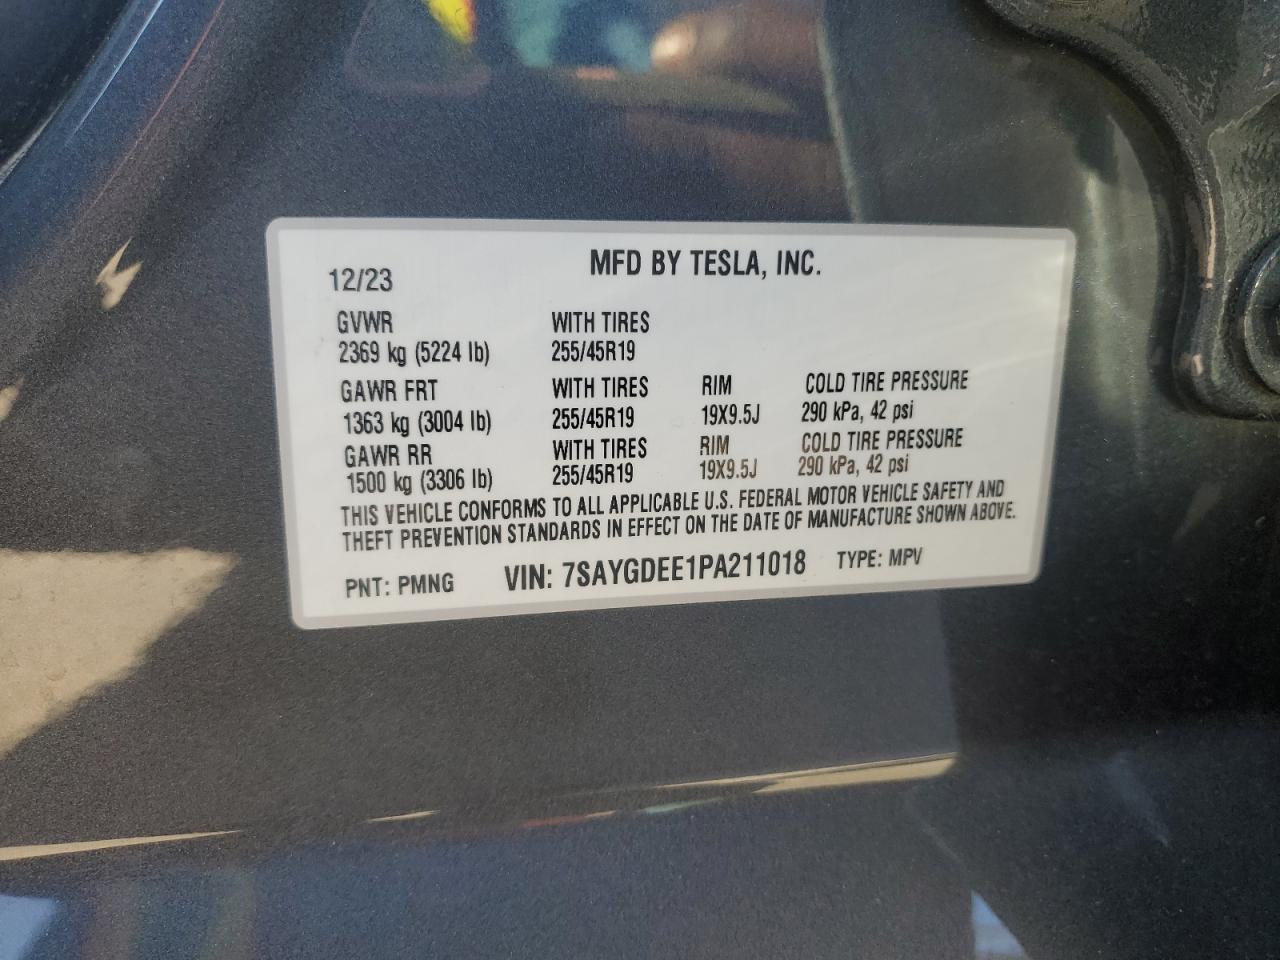 MFD BY TESLA, INC.
12/23
GVWR WITH TIRES
2369 kg (5224 lb) 255/45R19
GAWR FRT WITH TIRES RIM COLD TIRE PRESSURE
1363 kg (3004 lb) 255/45R19 19X9.5J 290 kPa, 42 psi
GAWR RR WITH TIRES RIM COLD TIRE PRESSURE
1500 kg (3306 lb) 255/45R19 19X9.5J 290 kPa, 42 psi
THIS VEHICLE CONFORMS TO ALL APPLICABLE U.S. FEDERAL MOTOR VEHICLE SAFETY AND
THEFT PREVENTION STANDARDS IN EFFECT ON THE DATE OF MANUFACTURE SHOWN ABOVE.
PNT: PMNG VIN: 7SAYGDEE1PA211018 TYPE: MPV